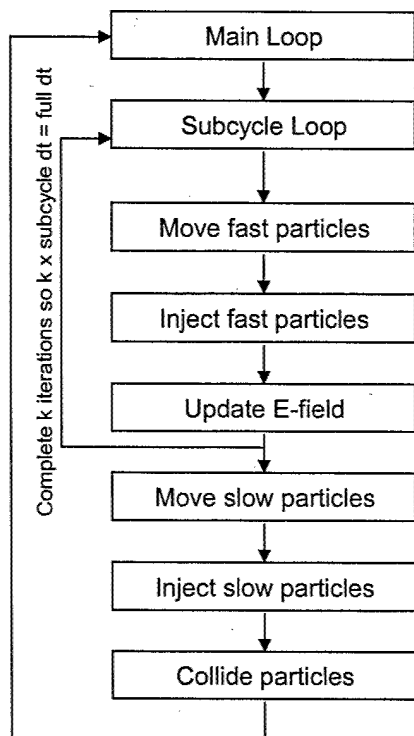 Main Loop
Subcycle Loop
Move fast particles
Inject fast particles
Update E-field
Move slow particles
Inject slow particles
Collide particles
Complete k iterations so k x subcycle dt = full dt